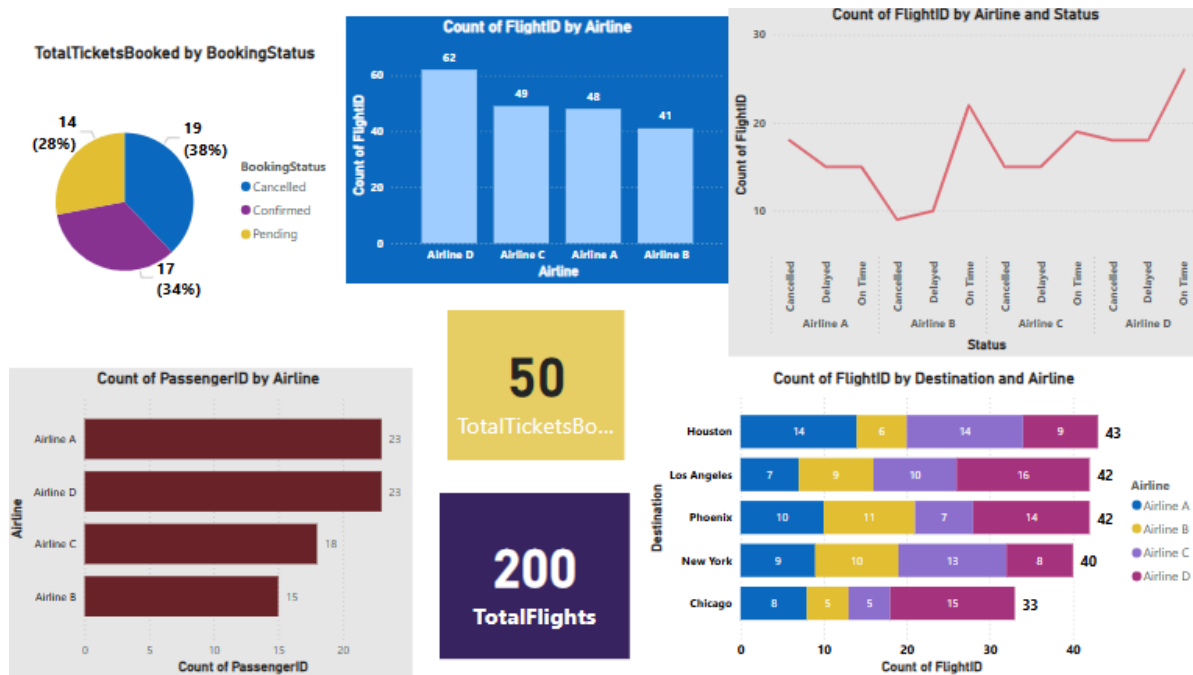 TotalTicketsBooked by BookingStatus
14
(28%)
19
(38%)
17
(34%)
BookingStatus
Cancelled
Confirmed
Pending
Count of FlightID by Airline
Count of FlightID
60
40
20
0
62
49
48
41
Airline D
Airline C
Airline A
Airline B
Airline
Count of FlightID by Airline and Status
Count of FlightID
30
20
10
Cancelled
Delayed
On Time
Cancelled
Delayed
On Time
Cancelled
Delayed
On Time
Cancelled
Delayed
On Time
Airline A
Airline B
Airline C
Airline D
Status
Count of PassengerID by Airline
Airline
Airline A
23
Airline D
23
Airline C
18
Airline B
15
0
5
10
15
20
Count of PassengerID
50
TotalTicketsBo...
200
TotalFlights
Count of FlightID by Destination and Airline
Destination
Houston
14
6
14
9
43
Los Angeles
7
9
10
16
42
Phoenix
10
11
7
14
42
New York
9
10
13
8
40
Chicago
8
5
5
15
33
0
10
20
30
40
Count of FlightID
Airline
Airline A
Airline B
Airline C
Airline D